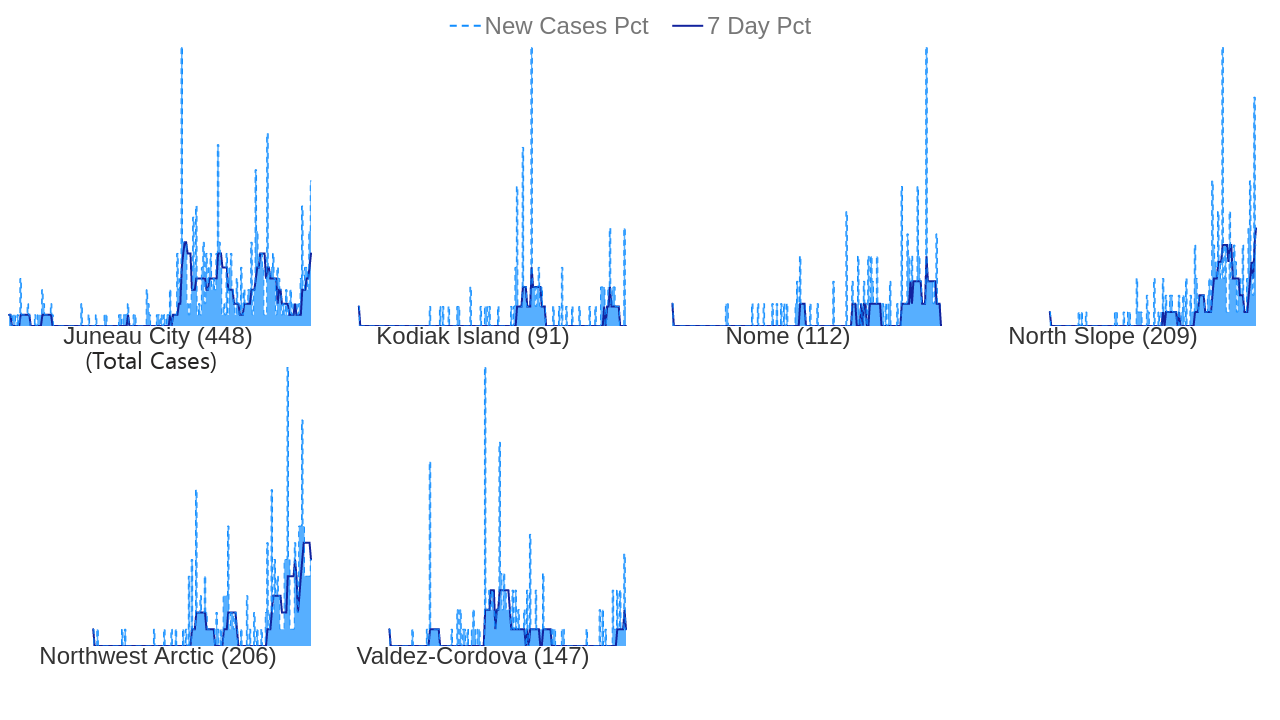 New Cases Pct 7 Day Pct
Juneau City (448)
(Total Cases)
Kodiak Island (91)
Nome (112)
North Slope (209)
Northwest Arctic (206)
Valdez-Cordova (147)